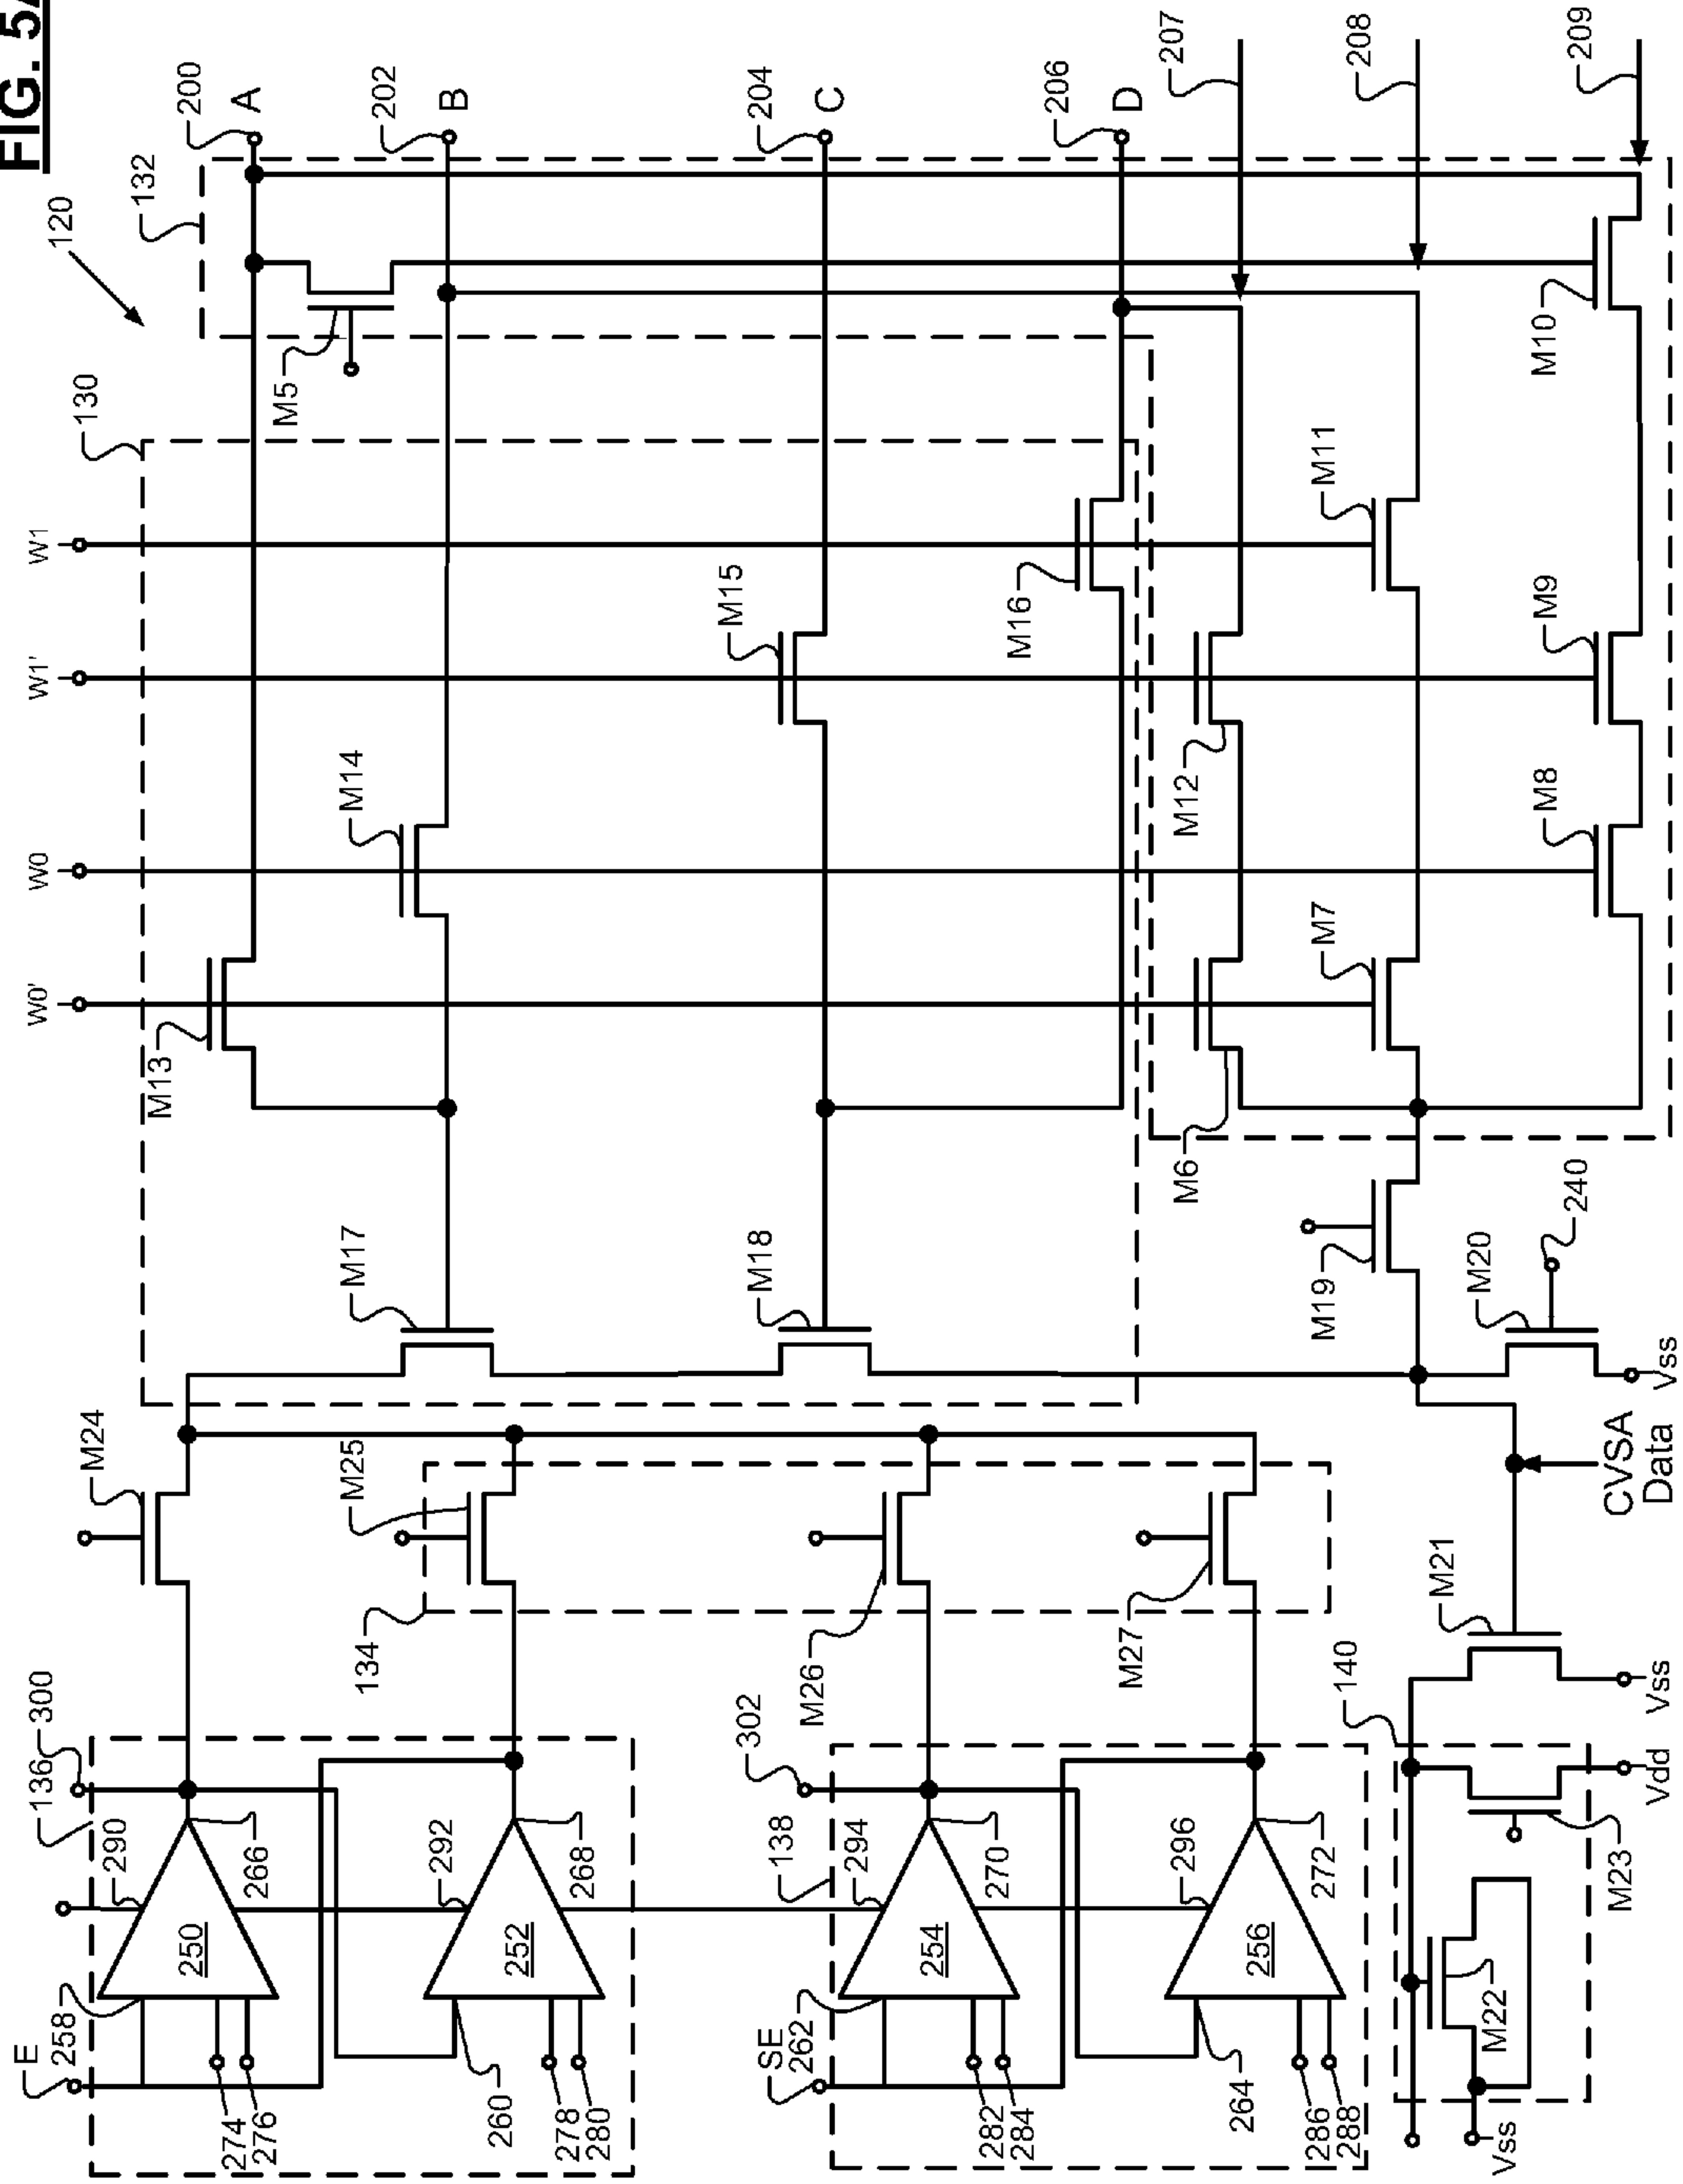 FIG. 5A
120
132
200
A
202
B
204
C
206
D
207
208
209
130
M5
W1
W1'
W0
W0'
M10
M11
M16
M15
M9
M12
M14
M8
M7
M13
M6
M17
M18
M19
240
M20
Vss
M24
M25
134
M26
M27
CVSA
Data
M21
140
Vss
Vdd
M23
M22
Vss
300
136
290
250
266
292
252
268
E
258
274
276
260
278
280
302
138
294
254
270
296
256
272
SE
262
282
284
264
286
288